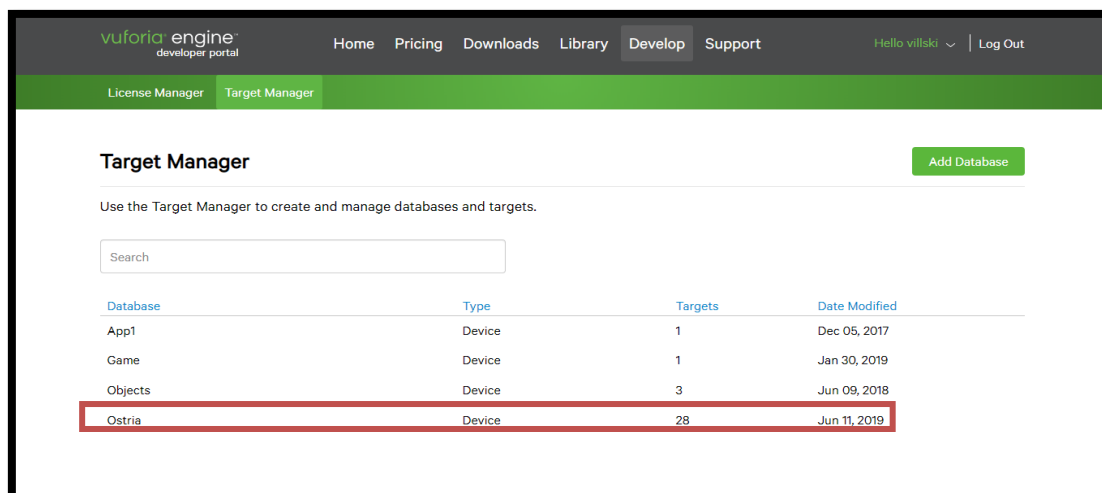 vuforia engine™
developer portal
Home Pricing Downloads Library Develop Support
Hello villski Log Out
License Manager Target Manager
Target Manager
Add Database
Use the Target Manager to create and manage databases and targets.
Search
Database Type Targets Date Modified
App1 Device 1 Dec 05, 2017
Game Device 1 Jan 30, 2019
Objects Device 3 Jun 09, 2018
Ostria Device 28 Jun 11, 2019